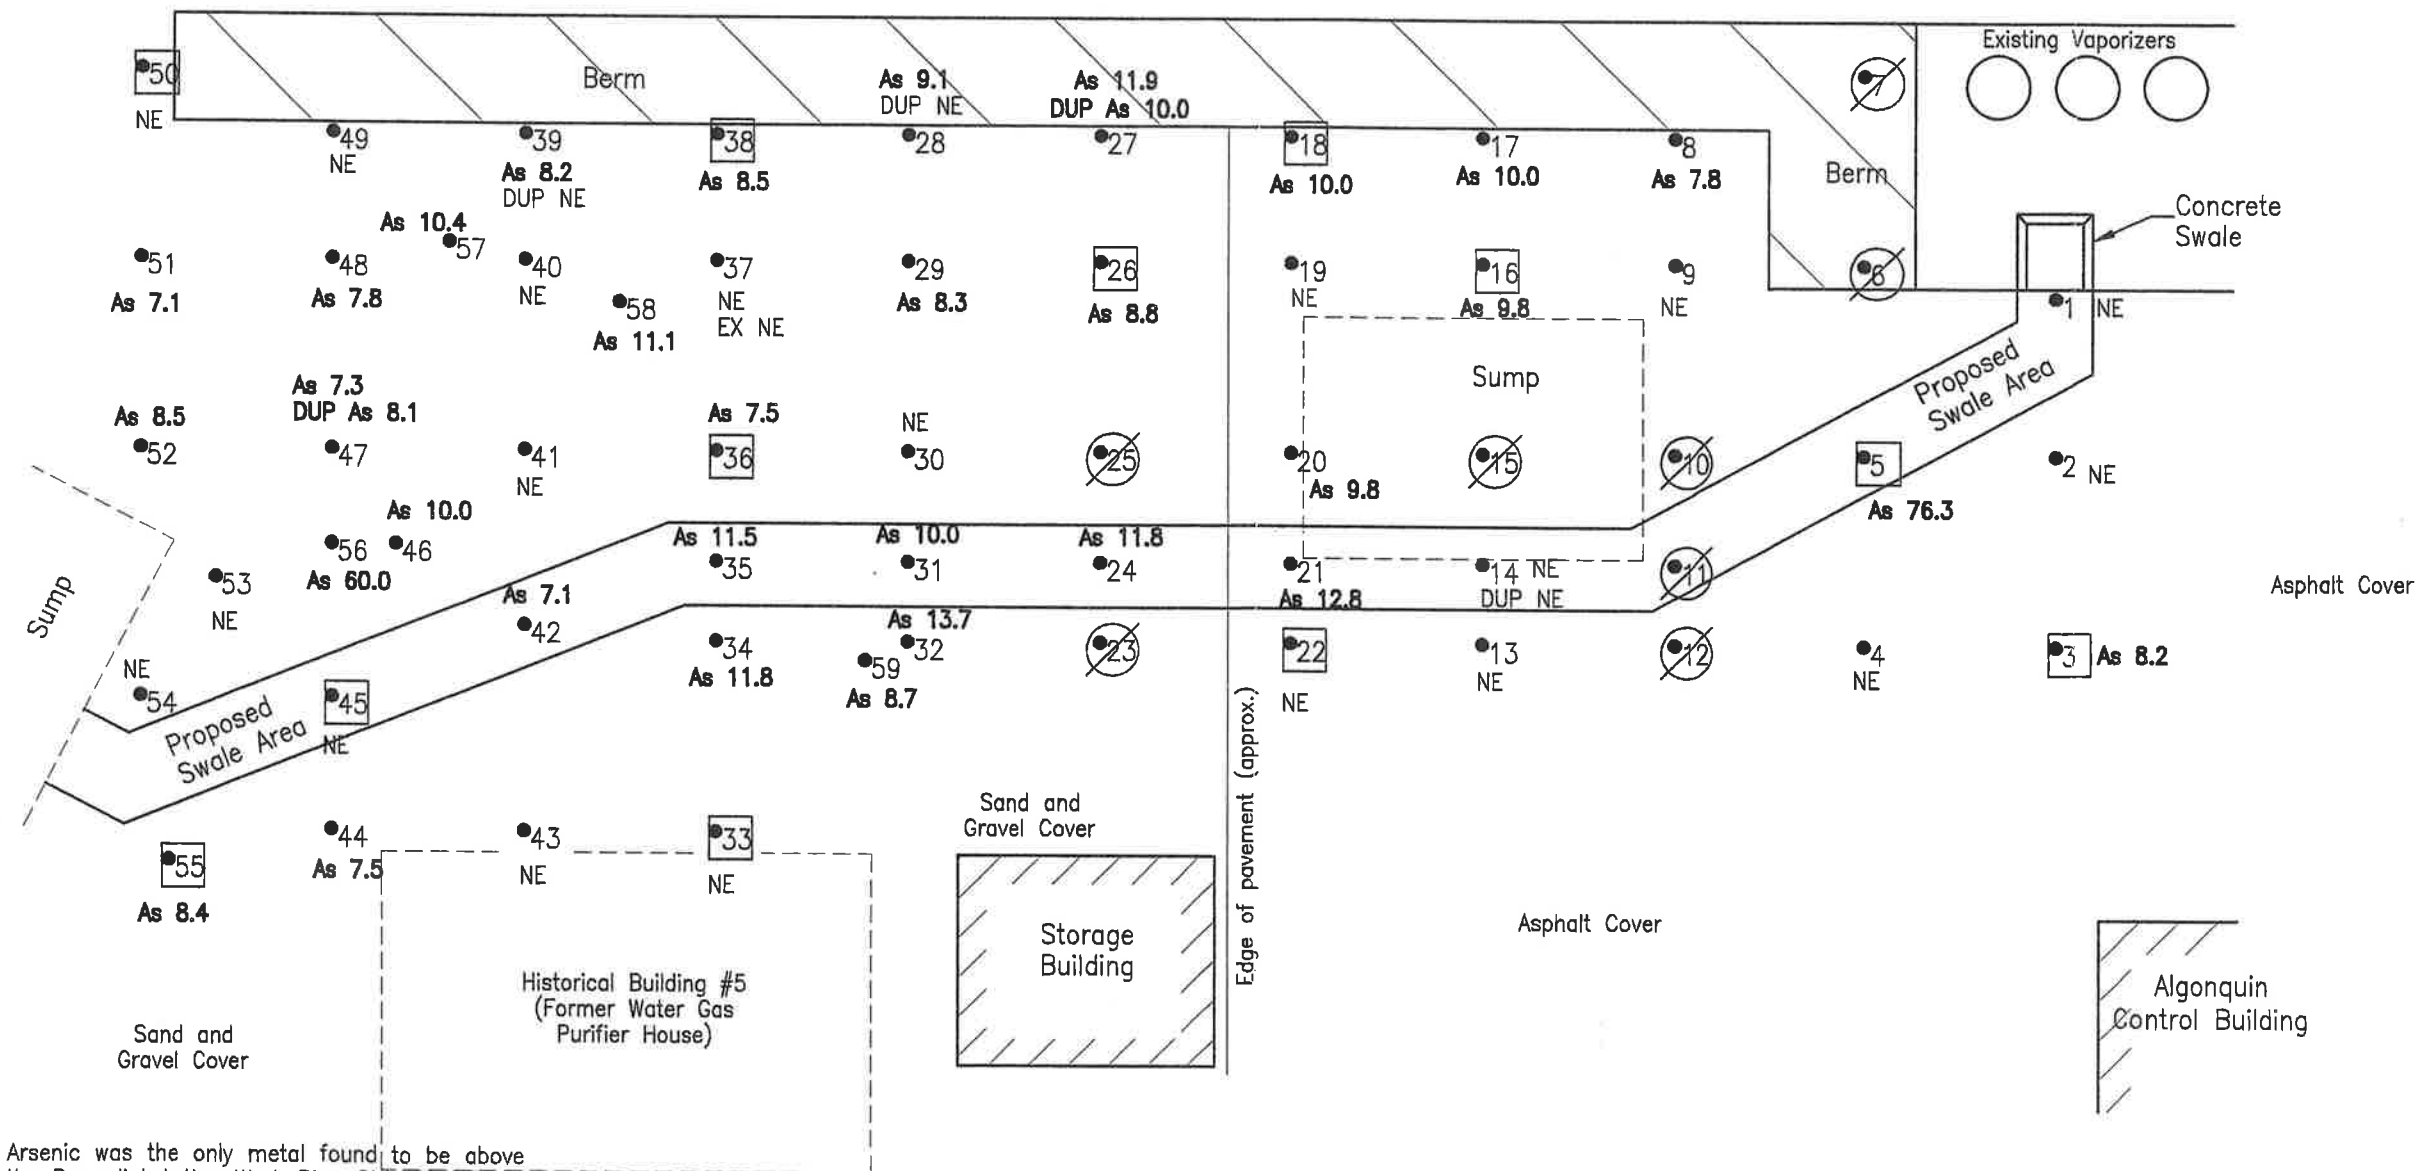 Existing Vaporizers
50
NE
Berm
As 9.1
DUP NE
As 11.9
DUP As 10.0
7
49
NE
39
As 8.2
DUP NE
38
As 8.5
28
27
18
As 10.0
17
As 10.0
8
As 7.8
Berm
Concrete
Swale
As 10.4
57
51
As 7.1
48
As 7.8
40
NE
58
As 11.1
37
NE
EX NE
29
As 8.3
26
As 8.8
19
NE
16
As 9.8
9
NE
6
1 NE
Sump
Proposed
Swale Area
As 8.5
52
As 7.3
DUP As 8.1
47
41
NE
As 7.5
36
NE
30
25
20
As 9.8
15
10
5
As 76.3
2 NE
As 10.0
46
56
As 60.0
53
NE
Sump
As 7.1
42
As 11.5
35
As 10.0
31
As 11.8
24
21
As 12.8
14 NE
DUP NE
11
Asphalt Cover
NE
54
45
NE
Proposed
Swale Area
34
As 11.8
As 13.7
32
59
As 8.7
23
22
NE
13
NE
12
4
NE
3 As 8.2
Edge of pavement (approx.)
55
As 8.4
44
As 7.5
43
NE
33
NE
Sand and
Gravel Cover
Storage
Building
Asphalt Cover
Historical Building #5
(Former Water Gas
Purifier House)
Sand and
Gravel Cover
Algonquin
Control Building
Arsenic was the only metal found to be above